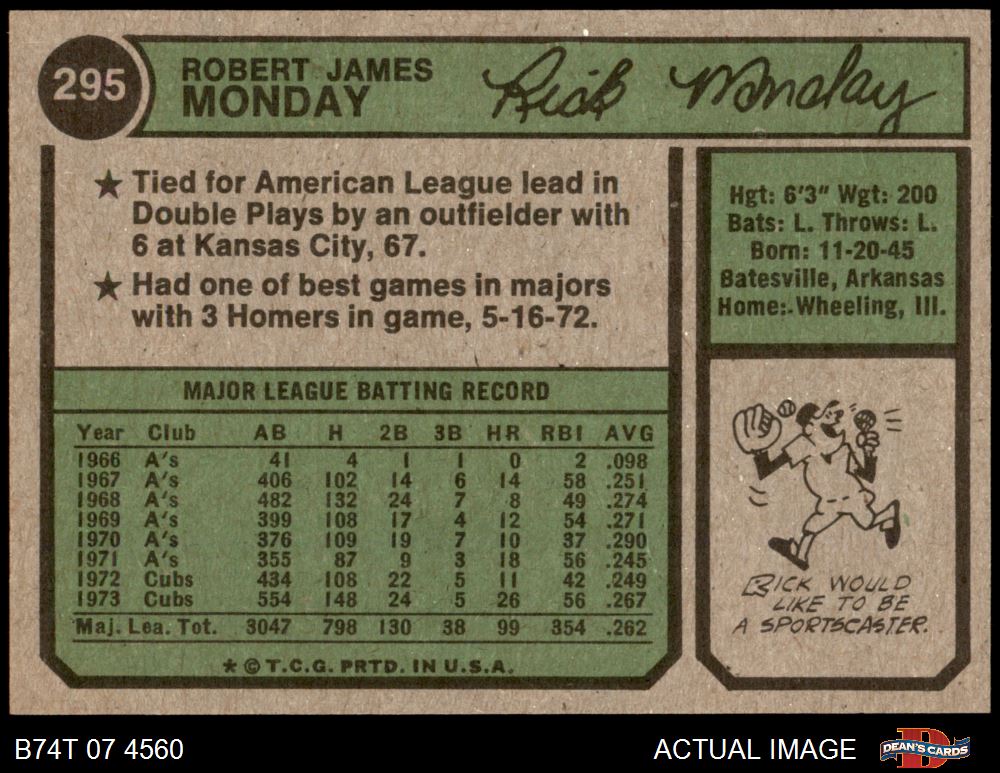 295
ROBERT JAMES
MONDAY
Rick Monday
★ Tied for American League lead in
Double Plays by an outfielder with
6 at Kansas City, 67.
★ Had one of best games in majors
with 3 Homers in game, 5-16-72.
Hgt: 6'3" Wgt: 200
Bats: L. Throws: L.
Born: 11-20-45
Batesville, Arkansas
Home: Wheeling, Ill.
MAJOR LEAGUE BATTING RECORD
Year Club AB H 2B 3B HR RBI AVG
1966 A's 41 4 1 1 0 2 .098
1967 A's 406 102 14 6 14 58 .251
1968 A's 482 132 24 7 8 49 .274
1969 A's 399 108 17 4 12 54 .271
1970 A's 376 109 19 7 10 37 .290
1971 A's 355 87 9 3 18 56 .245
1972 Cubs 434 108 22 5 11 42 .249
1973 Cubs 554 148 24 5 26 56 .267
Maj. Lea. Tot. 3047 798 130 38 99 354 .262
* © T.C.G. PRTD. IN U.S.A.
RICK WOULD
LIKE TO BE
A SPORTSCASTER.
B74T 07 4560
ACTUAL IMAGE
DEAN'S CARDS